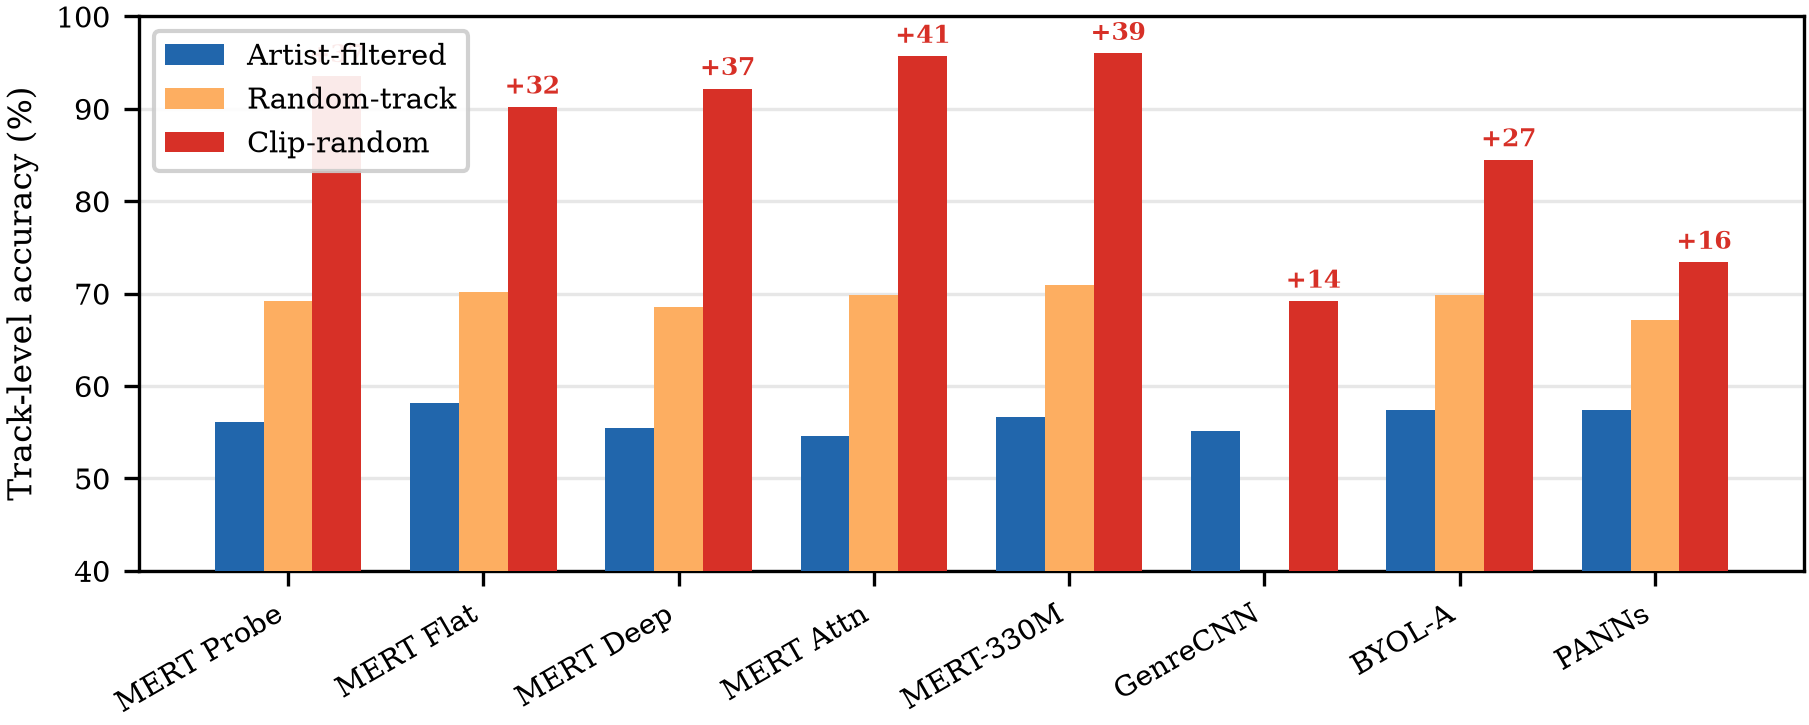 Track-level accuracy (%)
100
90
80
70
60
50
40
Artist-filtered
Random-track
Clip-random
+32
+37
+41
+39
+14
+27
+16
MERT Probe
MERT Flat
MERT Deep
MERT Attn
MERT-330M
GenreCNN
BYOL-A
PANNs